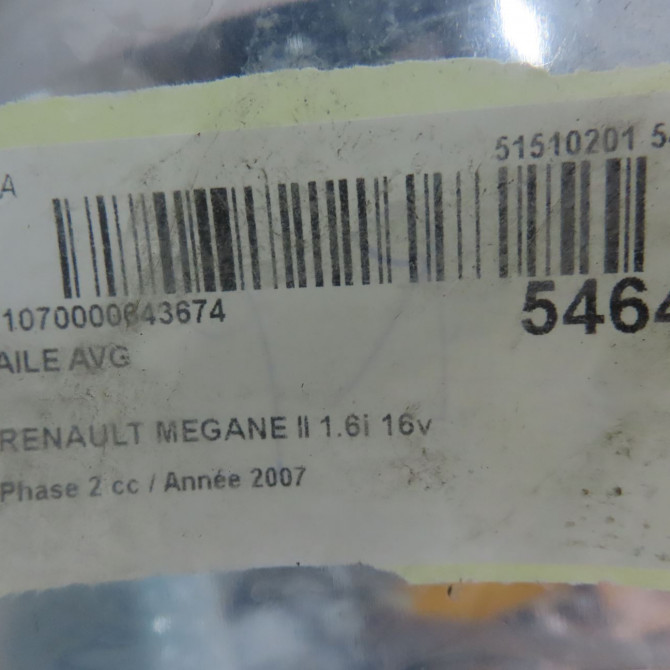 51510201
A
1070000643674
5464
AILE AVG
RENAULT MEGANE II 1.6i 16v
Phase 2 cc / Année 2007